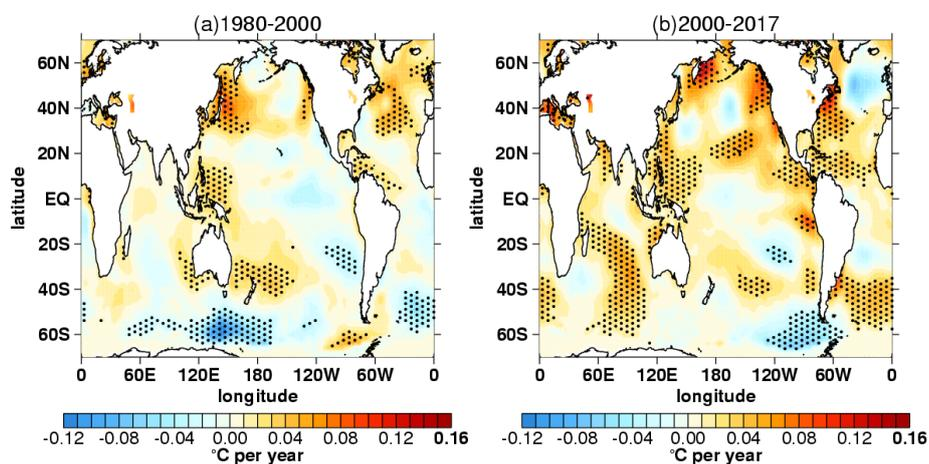 (a)1980-2000
60N
40N
20N
EQ
20S
40S
60S
latitude
0 60E 120E 180 120W 60W 0
longitude
-0.12 -0.08 -0.04 0.00 0.04 0.08 0.12 0.16
°C per year
(b)2000-2017
60N
40N
20N
EQ
20S
40S
60S
latitude
0 60E 120E 180 120W 60W 0
longitude
-0.12 -0.08 -0.04 0.00 0.04 0.08 0.12 0.16
°C per year